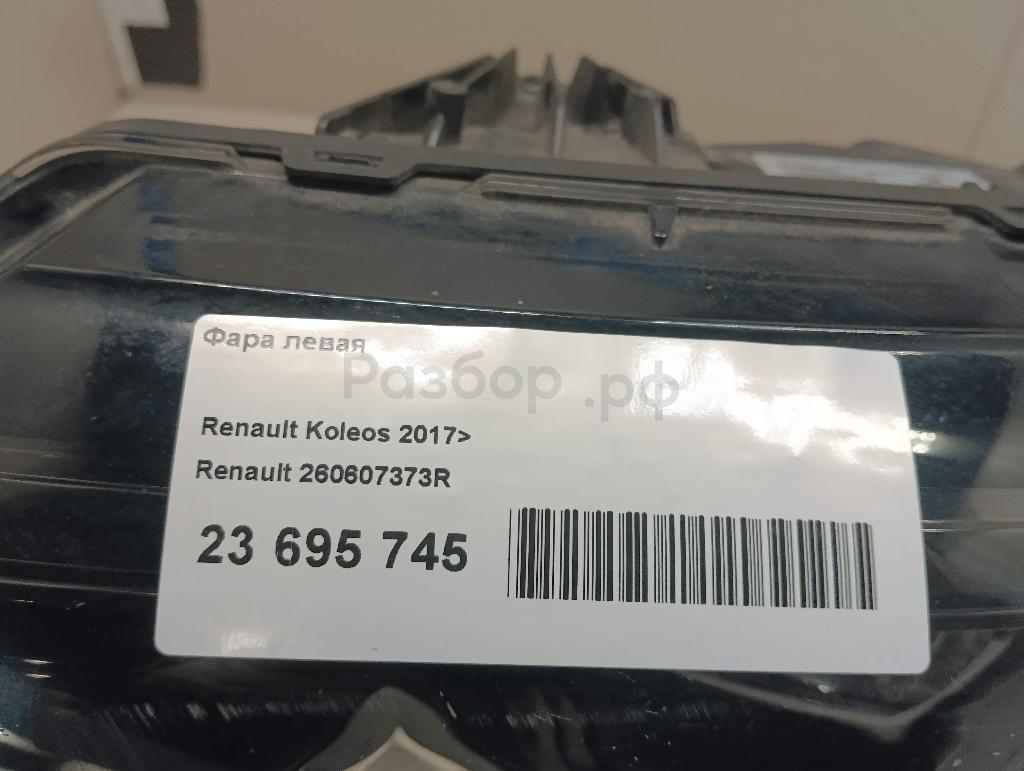 Фара левая
Разбор.рф
Renault Koleos 2017>
Renault 260607373R
23 695 745